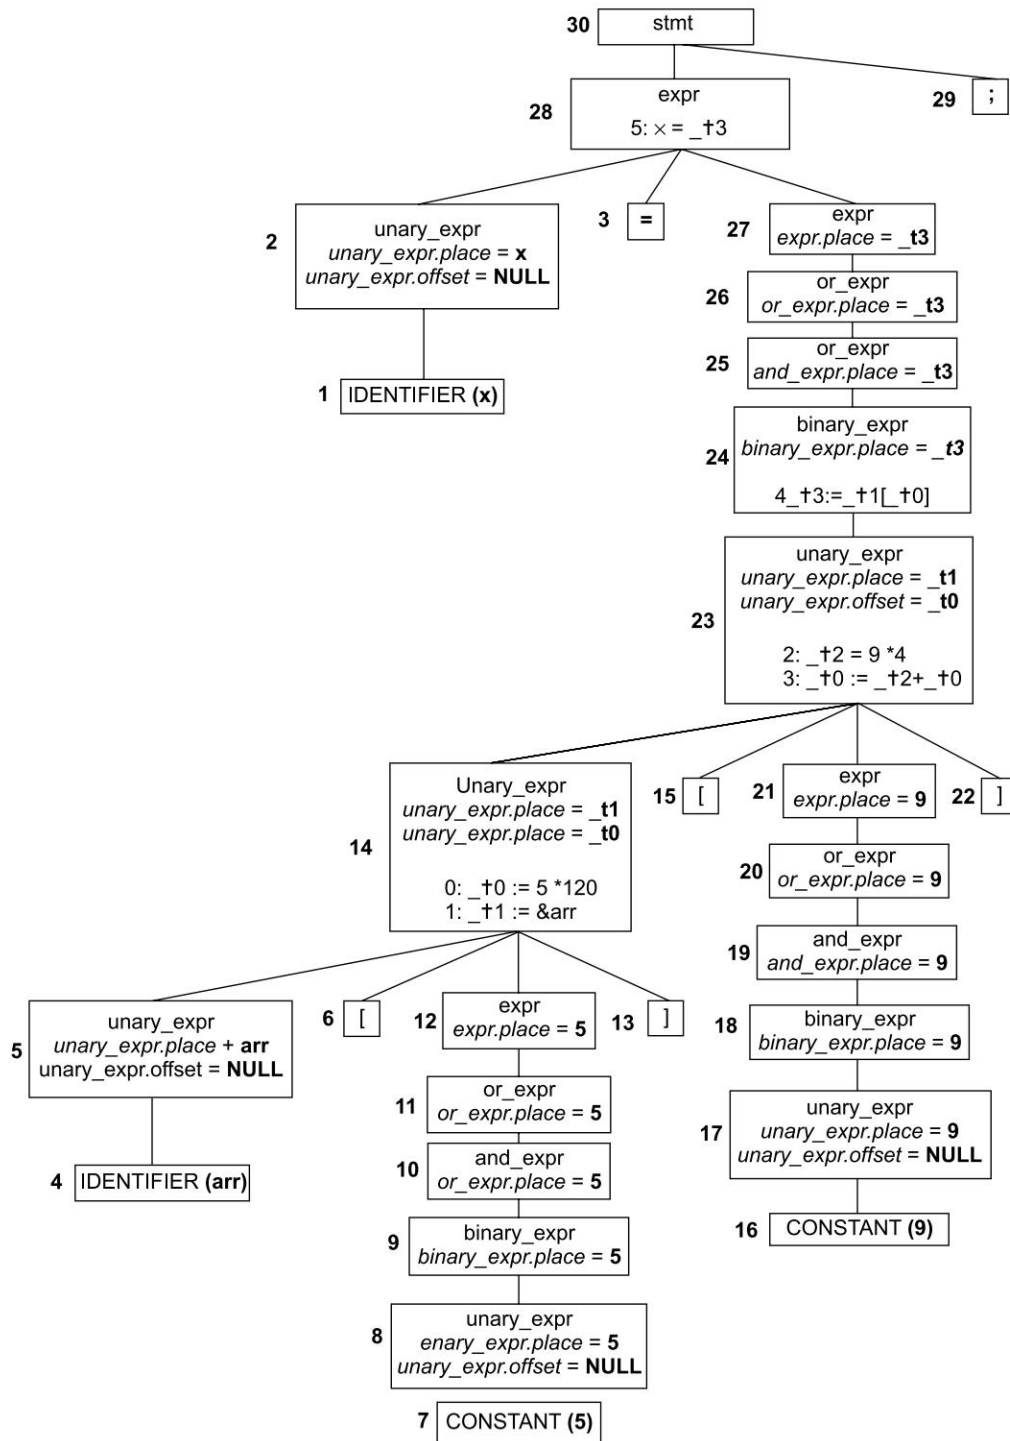 30 stmt
28 expr
5: × = _†3
29 ;
2 unary_expr
unary_expr.place = x
unary_expr.offset = NULL
3 =
27 expr
expr.place = _t3
26 or_expr
or_expr.place = _t3
25 or_expr
and_expr.place = _t3
1 IDENTIFIER (x)
24 binary_expr
binary_expr.place = _t3
4_†3:=_†1[_†0]
23 unary_expr
unary_expr.place = _t1
unary_expr.offset = _t0
2: _†2 = 9 *4
3: _†0 := _†2+_†0
14 Unary_expr
unary_expr.place = _t1
unary_expr.place = _t0
0: _†0 := 5 *120
1: _†1 := &arr
15 [
21 expr
expr.place = 9
22 ]
20 or_expr
or_expr.place = 9
19 and_expr
and_expr.place = 9
18 binary_expr
binary_expr.place = 9
17 unary_expr
unary_expr.place = 9
unary_expr.offset = NULL
16 CONSTANT (9)
5 unary_expr
unary_expr.place + arr
unary_expr.offset = NULL
6 [
12 expr
expr.place = 5
13 ]
4 IDENTIFIER (arr)
11 or_expr
or_expr.place = 5
10 and_expr
or_expr.place = 5
9 binary_expr
binary_expr.place = 5
8 unary_expr
enary_expr.place = 5
unary_expr.offset = NULL
7 CONSTANT (5)